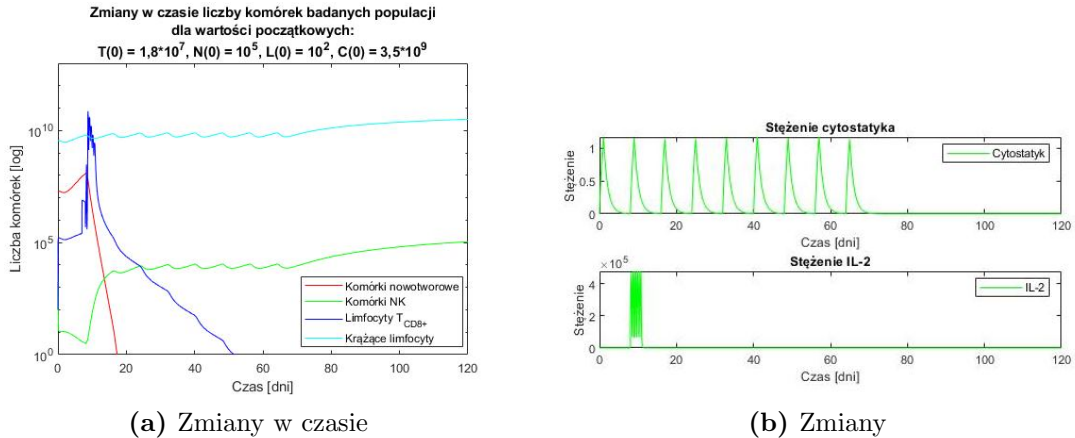 Zmiany w czasie liczby komórek badanych populacji
dla wartości początkowych:
T(0) = 1,8*10^7, N(0) = 10^5, L(0) = 10^2, C(0) = 3,5*10^9
Liczba komórek [log]
10^10
10^5
10^0
0 20 40 60 80 100 120
Czas [dni]
Komórki nowotworowe
Komórki NK
Limfocyty T_CD8+
Krążące limfocyty
(a) Zmiany w czasie
Stężenie cytostatyka
Stężenie
1
0.5
0
Cytostatyk
0 20 40 60 80 100 120
Czas [dni]
Stężenie IL-2
× 10^5
Stężenie
4
2
0
IL-2
0 20 40 60 80 100 120
Czas [dni]
(b) Zmiany